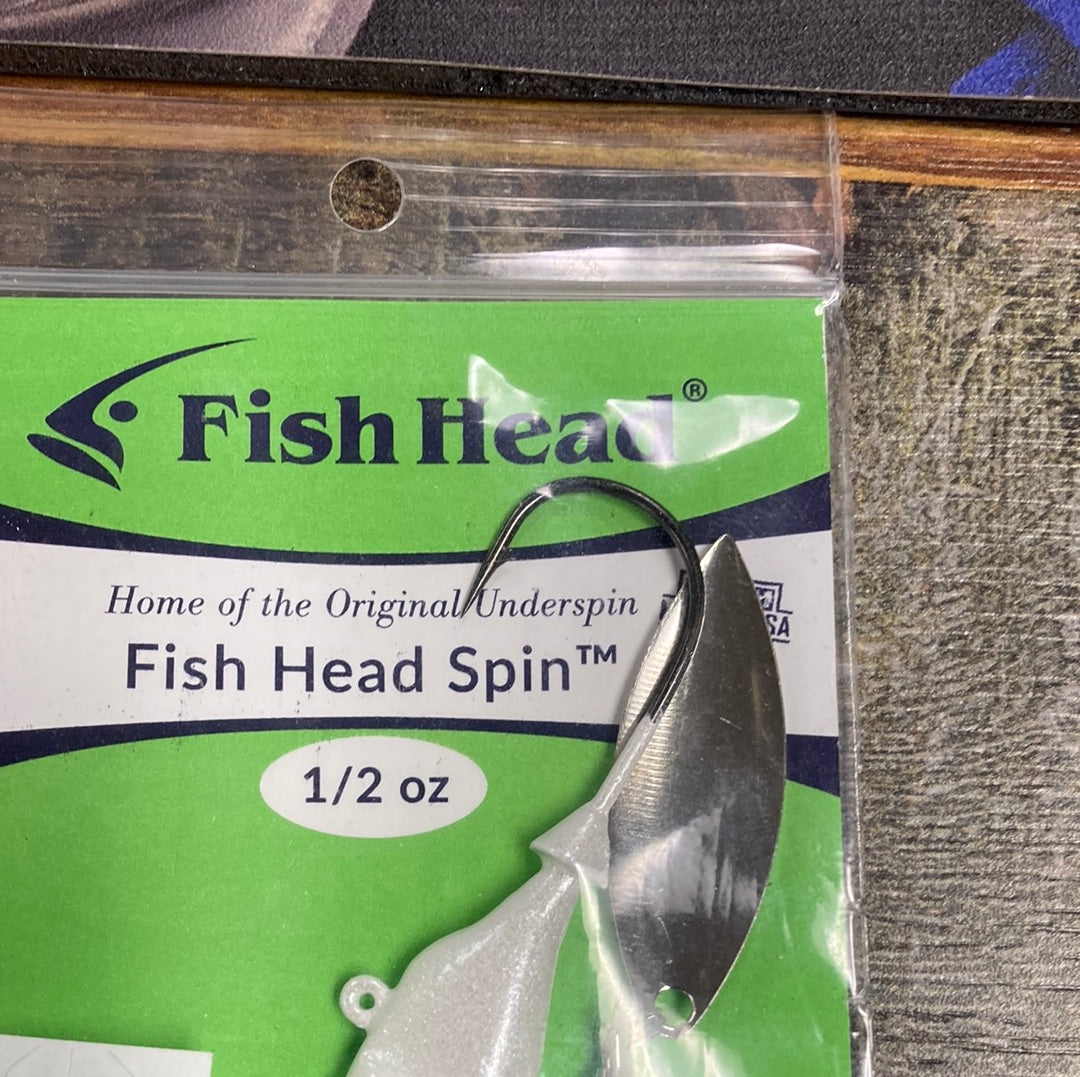 Fish Head®
Home of the Original Underspin
Fish Head Spin™
1/2 oz